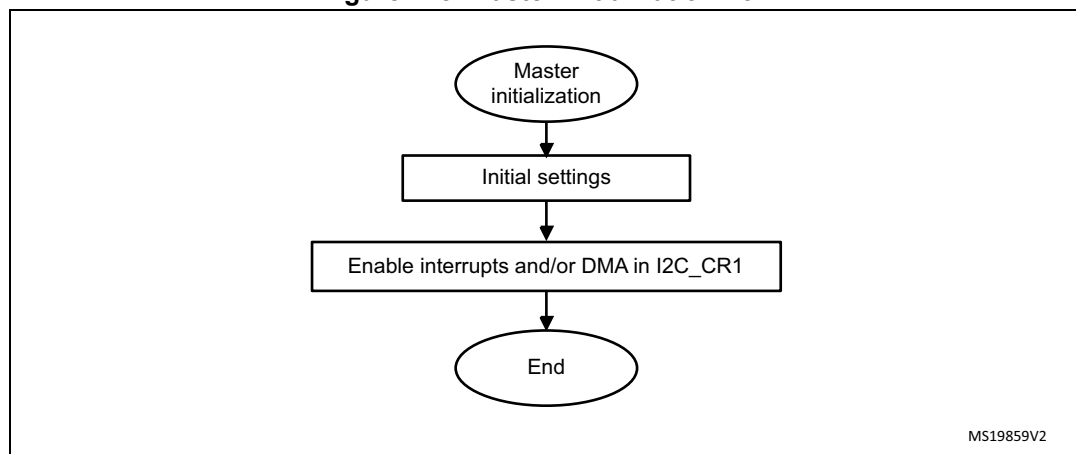 Master
initialization
Initial settings
Enable interrupts and/or DMA in I2C_CR1
End
MS19859V2